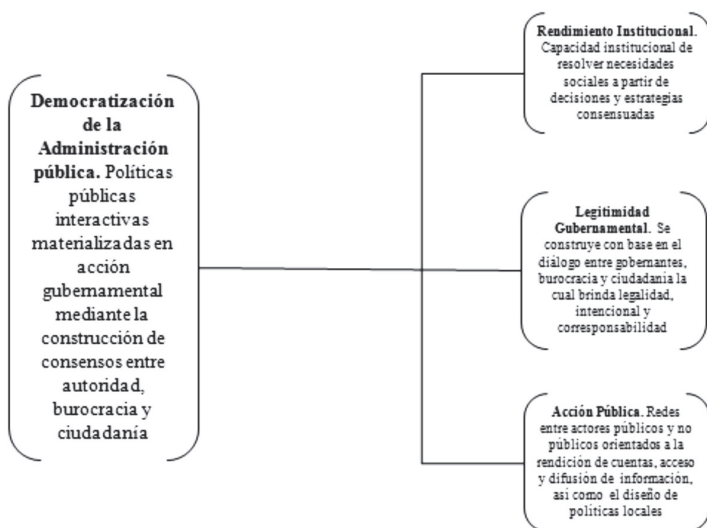 Democratización
de la
Administración
pública. Políticas
públicas
interactivas
materializadas en
acción
gubernamental
mediante la
construcción de
consensos entre
autoridad,
burocracia y
ciudadanía
Rendimiento Institucional.
Capacidad institucional de
resolver necesidades
sociales a partir de
decisiones y estrategias
consensuadas
Legitimidad
Gubernamental. Se
construye con base en el
diálogo entre gobernantes,
burocracia y ciudadanía la
cual brinda legalidad,
intencional y
corresponsabilidad
Acción Pública. Redes
entre actores públicos y no
públicos orientados a la
rendición de cuentas, acceso
y difusión de información,
así como el diseño de
políticas locales